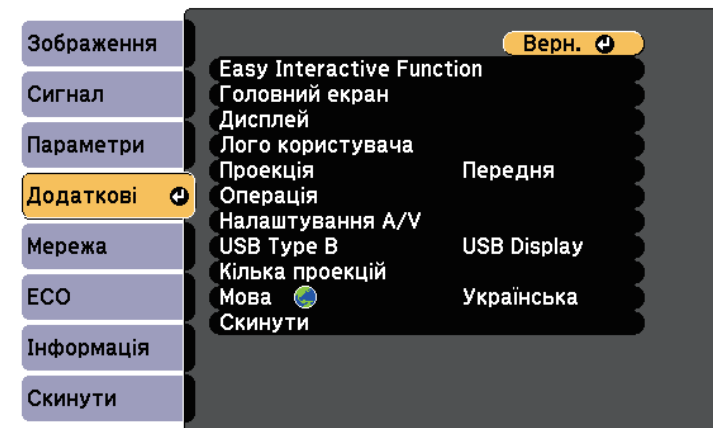 Зображення
Сигнал
Параметри
Додаткові
Мережа
ECO
Інформація
Скинути
Верн.
Easy Interactive Function
Головний екран
Дисплей
Лого користувача
Проекція Передня
Операція
Налаштування A/V
USB Type B USB Display
Кілька проекцій
Мова Українська
Скинути